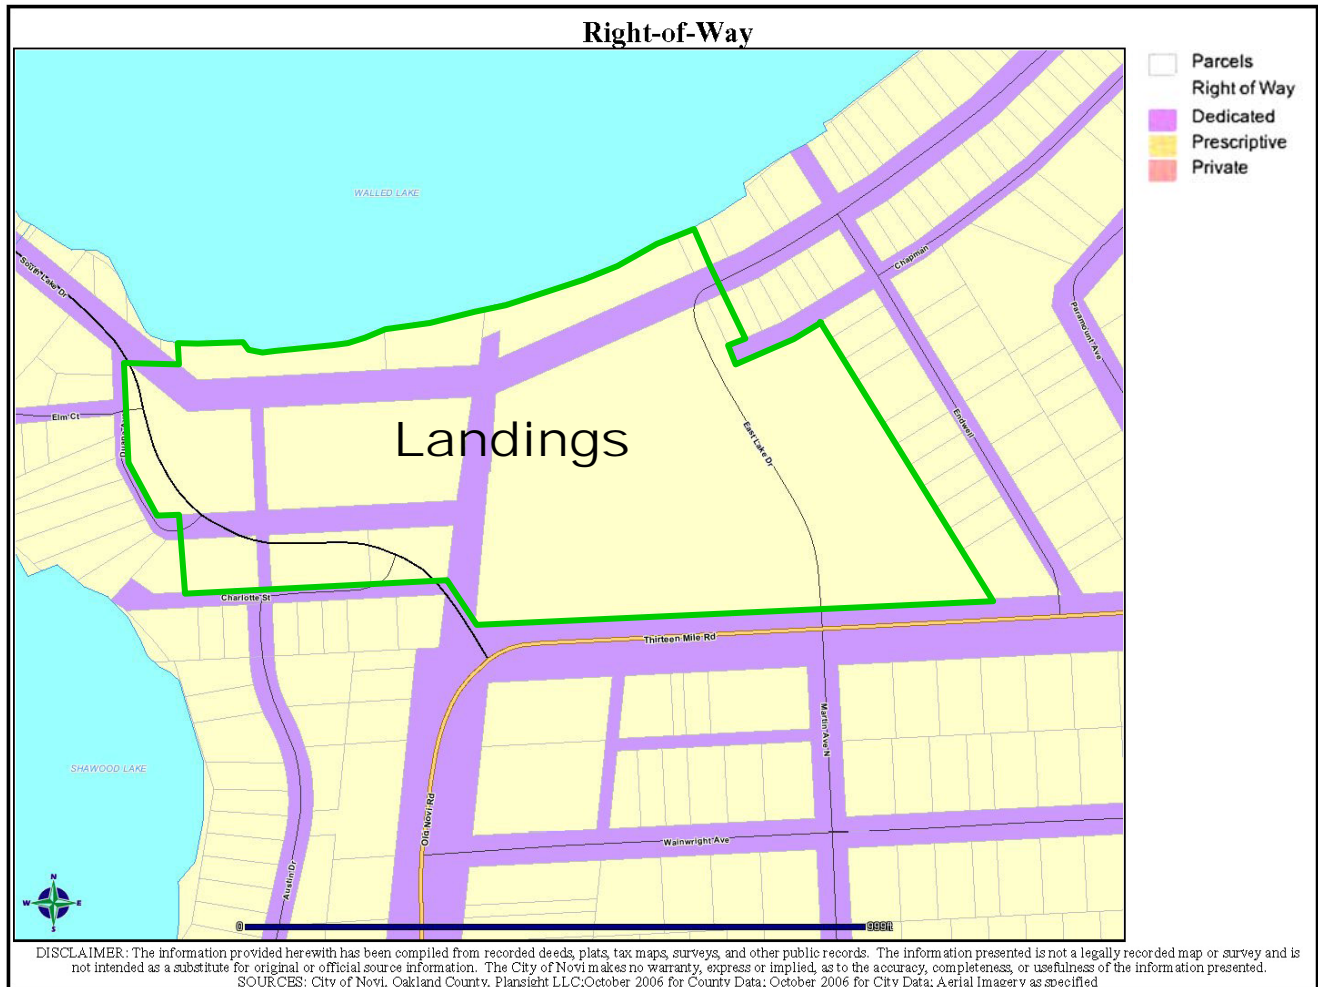 Right-of-Way
Parcels
Right of Way
Dedicated
Prescriptive
Private
WALLED LAKE
South Lake Dr
Chapman
Paramount Ave
Elm Ct
Duana Av
Landings
East Lake Dr
Endwell
Charlotte St
Thirteen Mile Rd
Martin Ave N
SHAWOOD LAKE
Old Novi Rd
Wainwright Ave
Austin Dr
N
W E
S
0 999ft
DISCLAIMER: The information provided herewith has been compiled from recorded deeds, plats, tax maps, surveys, and other public records. The information presented is not a legally recorded map or survey and is
not intended as a substitute for original or official source information. The City of Novi makes no warranty, express or implied, as to the accuracy, completeness, or usefulness of the information presented.
SOURCES: City of Novi, Oakland County, Plansight LLC;October 2006 for County Data; October 2006 for City Data; Aerial Imagery as specified